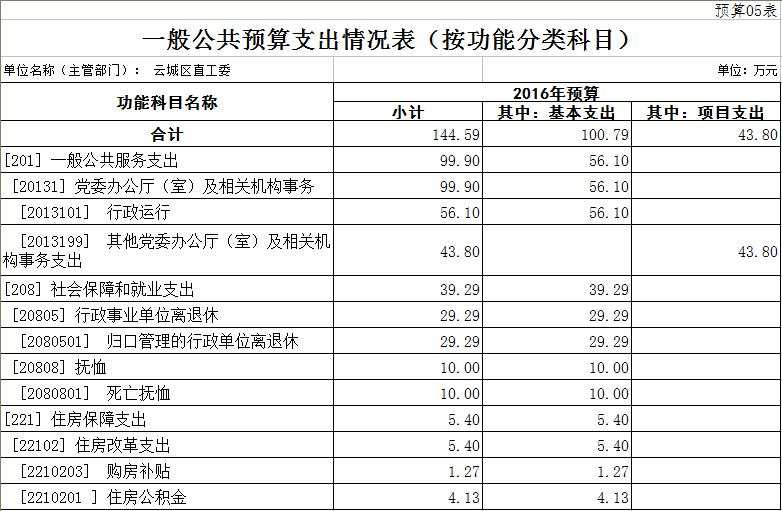 预算05表
一般公共预算支出情况表（按功能分类科目）
单位名称（主管部门）： 云城区直工委 单位：万元
功能科目名称 2016年预算
小计 其中：基本支出 其中：项目支出
合计 144.59 100.79 43.80
[201] 一般公共服务支出 99.90 56.10
[20131] 党委办公厅（室）及相关机构事务 99.90 56.10
[2013101] 行政运行 56.10 56.10
[2013199] 其他党委办公厅（室）及相关机
构事务支出 43.80 43.80
[208] 社会保障和就业支出 39.29 39.29
[20805] 行政事业单位离退休 29.29 29.29
[2080501] 归口管理的行政单位离退休 29.29 29.29
[20808] 抚恤 10.00 10.00
[2080801] 死亡抚恤 10.00 10.00
[221] 住房保障支出 5.40 5.40
[22102] 住房改革支出 5.40 5.40
[2210203] 购房补贴 1.27 1.27
[2210201 ] 住房公积金 4.13 4.13